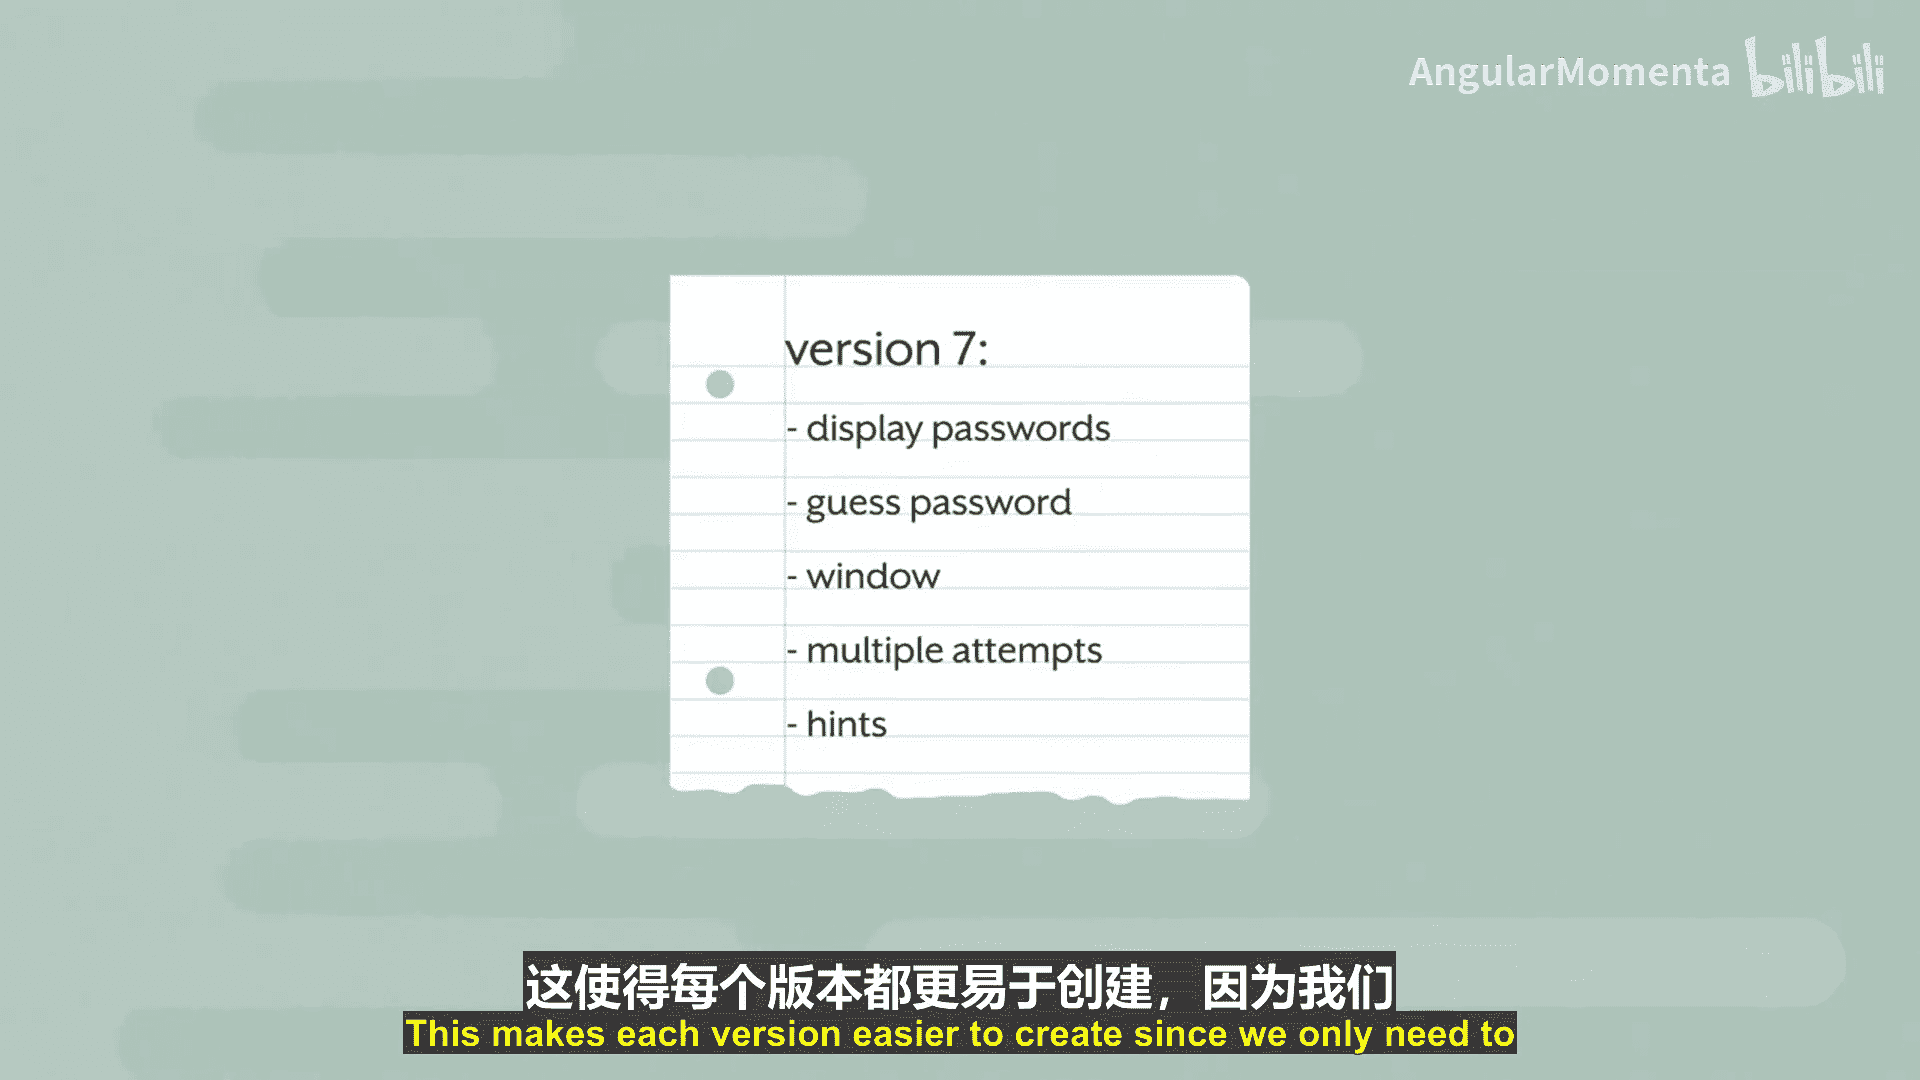 AngularMomenta bilibili
version 7:
- display passwords
- guess password
- window
- multiple attempts
- hints
这使得每个版本都更易于创建，因为我们
This makes each version easier to create since we only need to